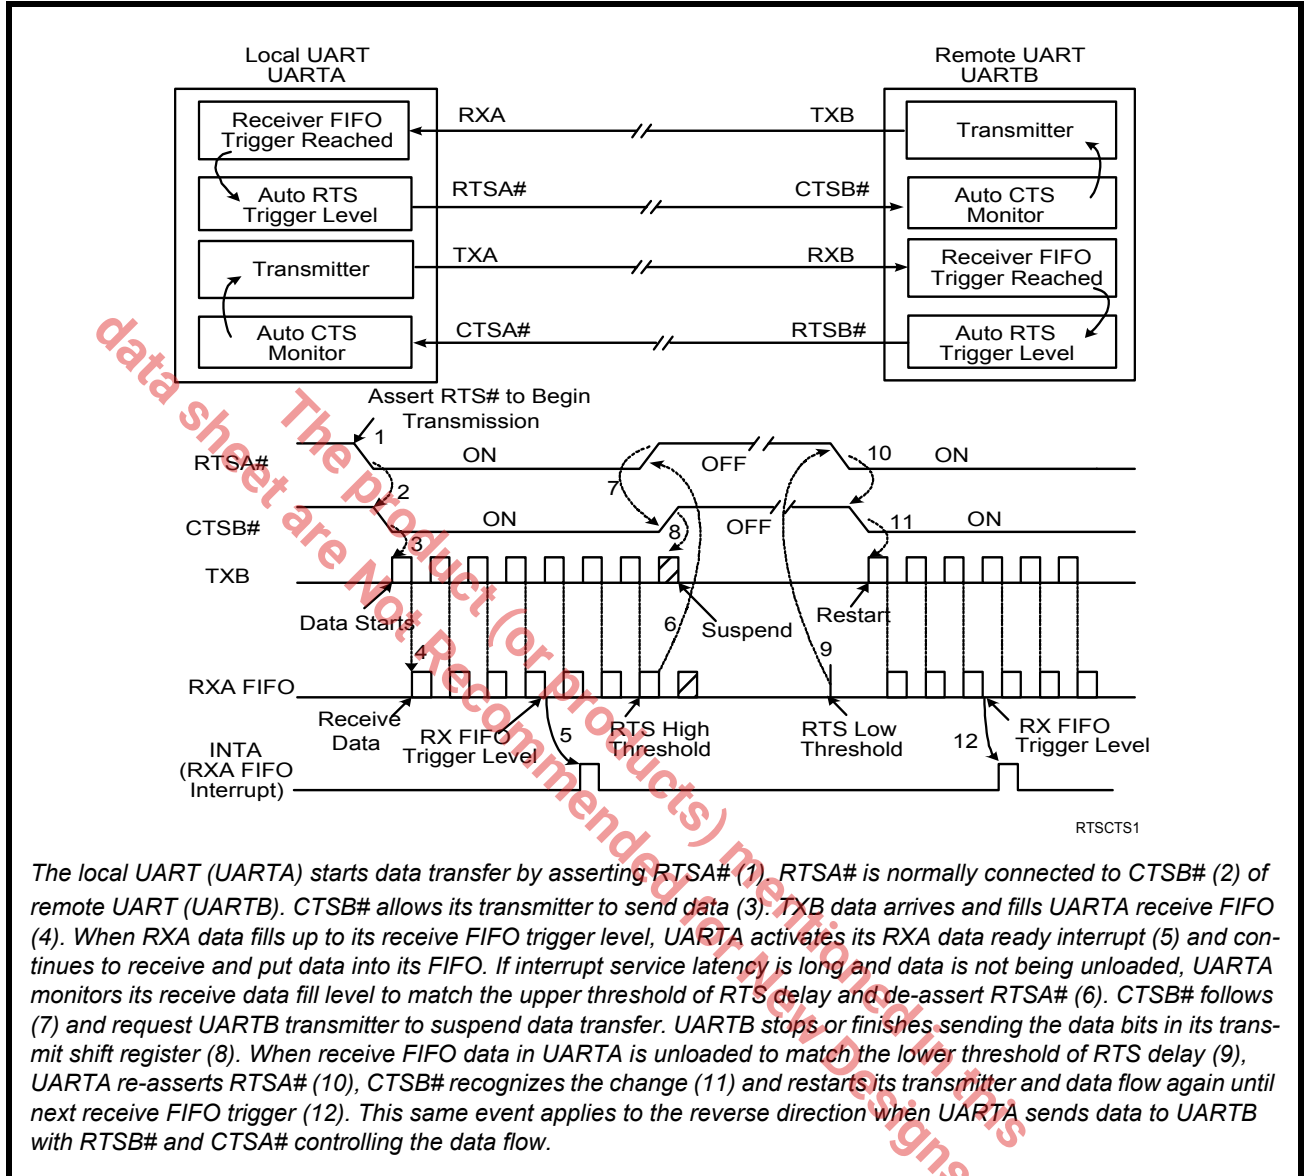 Local UART
UARTA
Remote UART
UARTB
Receiver FIFO
Trigger Reached
RXA
TXB
Transmitter
Auto RTS
Trigger Level
RTSA#
CTSB#
Auto CTS
Monitor
Transmitter
TXA
RXB
Receiver FIFO
Trigger Reached
Auto CTS
Monitor
CTSA#
RTSB#
Auto RTS
Trigger Level
Assert RTS# to Begin
Transmission
1
RTSA#
ON
OFF
10
ON
2
7
CTSB#
ON
8
OFF
11
ON
3
TXB
Data Starts
6
Suspend
Restart
4
9
RXA FIFO
Receive
Data
RX FIFO
Trigger Level
5
RTS High
Threshold
RTS Low
Threshold
12
RX FIFO
Trigger Level
INTA
(RXA FIFO
Interrupt)
RTSCTS1
The local UART (UARTA) starts data transfer by asserting RTSA# (1). RTSA# is normally connected to CTSB# (2) of
remote UART (UARTB). CTSB# allows its transmitter to send data (3). TXB data arrives and fills UARTA receive FIFO
(4). When RXA data fills up to its receive FIFO trigger level, UARTA activates its RXA data ready interrupt (5) and con-
tinues to receive and put data into its FIFO. If interrupt service latency is long and data is not being unloaded, UARTA
monitors its receive data fill level to match the upper threshold of RTS delay and de-assert RTSA# (6). CTSB# follows
(7) and request UARTB transmitter to suspend data transfer. UARTB stops or finishes sending the data bits in its trans-
mit shift register (8). When receive FIFO data in UARTA is unloaded to match the lower threshold of RTS delay (9),
UARTA re-asserts RTSA# (10), CTSB# recognizes the change (11) and restarts its transmitter and data flow again until
next receive FIFO trigger (12). This same event applies to the reverse direction when UARTA sends data to UARTB
with RTSB# and CTSA# controlling the data flow.
The product (or products) mentioned in this
data sheet are Not Recommended for New Designs